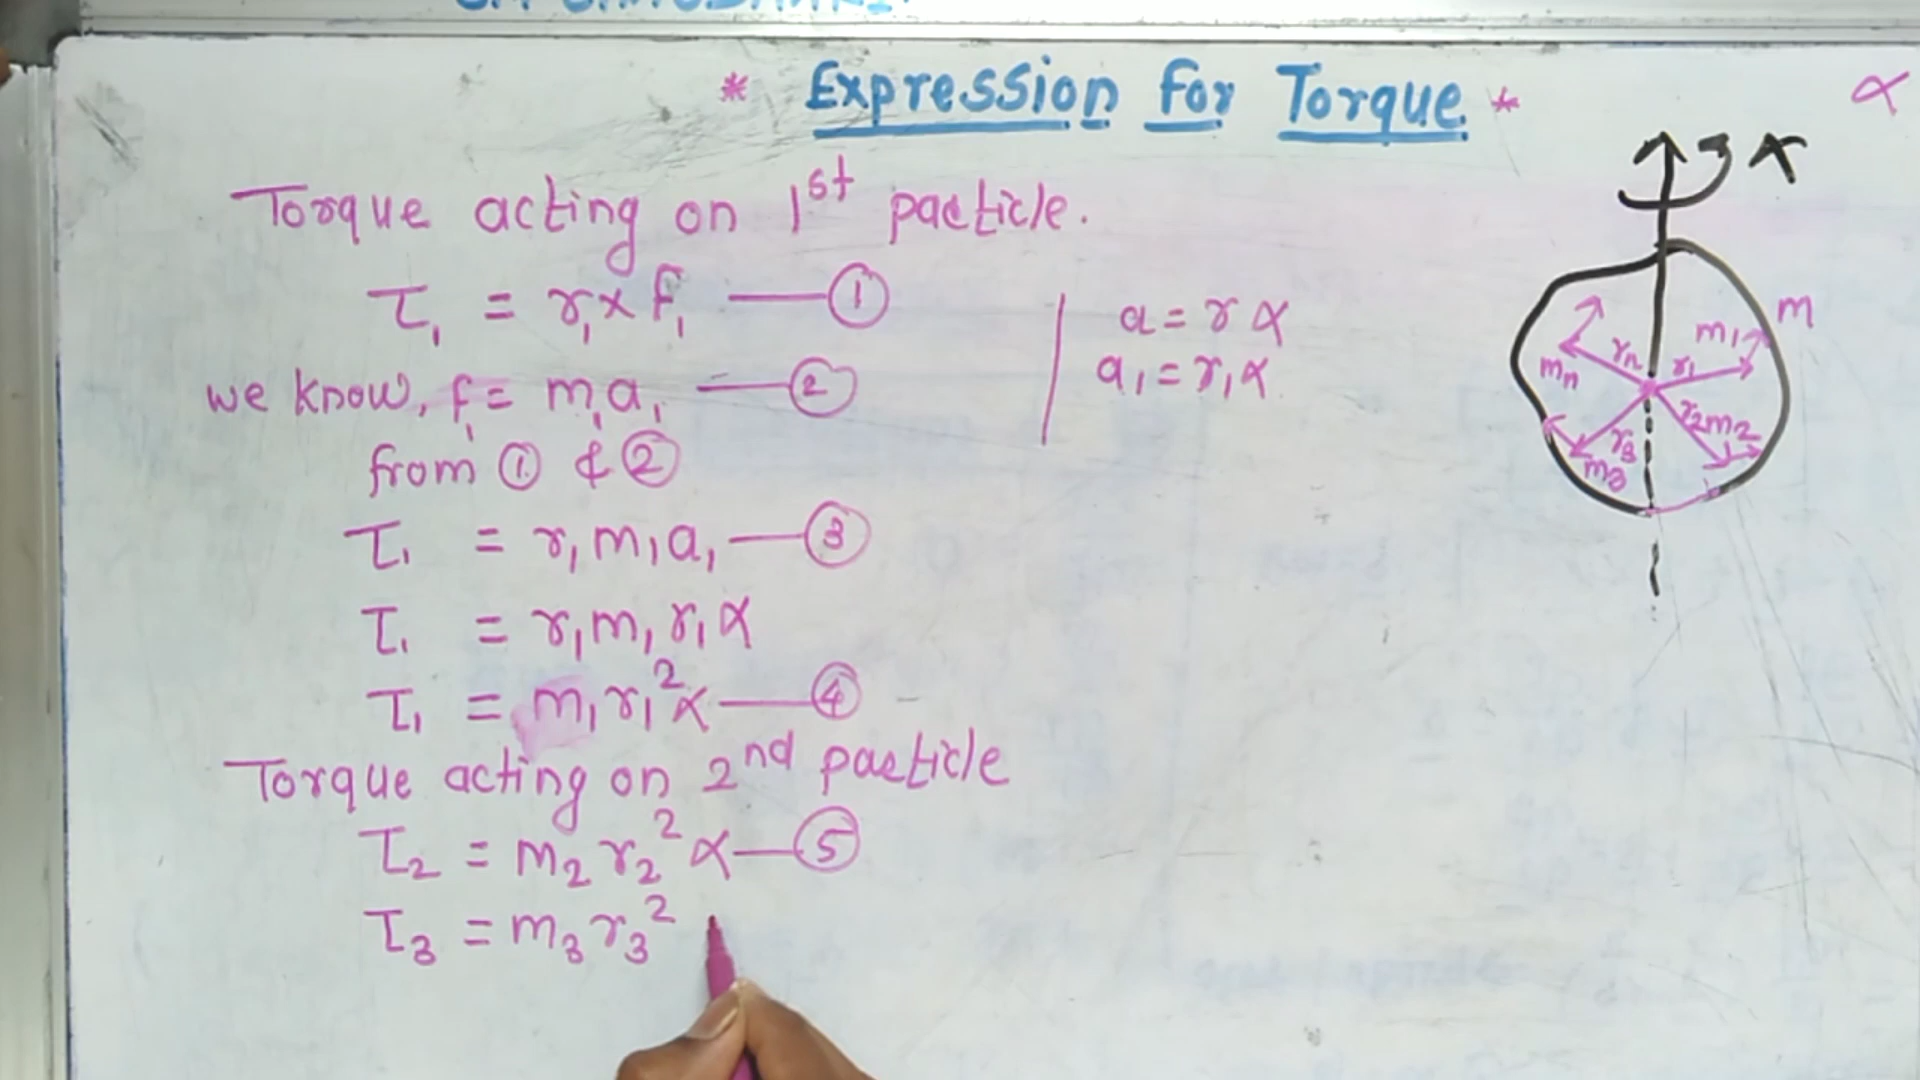 * Expression For Torque *
α
Torque acting on 1st particle.
τ₁ = r₁ × f₁ —— ①
we know, f₁ = m₁a₁ —— ②
from ① & ②
τ₁ = r₁m₁a₁ —— ③
τ₁ = r₁m₁r₁α
τ₁ = m₁r₁²α —— ④
Torque acting on 2nd particle
τ₂ = m₂r₂²α —— ⑤
τ₃ = m₃r₃²
a = rα
a₁ = r₁α
α
m
m₁
rₙ r₁
mₙ
r₂ m₂
r₃
m₃